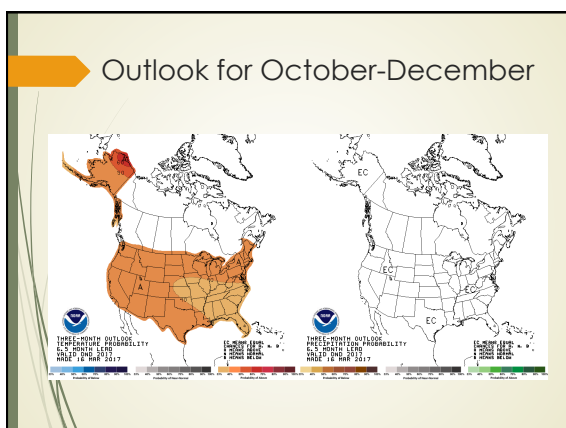 Outlook for October-December
50
A
A
EC
EC
EC
EC
THREE-MONTH OUTLOOK
TEMPERATURE PROBABILITY
6.5 MONTH LEAD
VALID OND 2017
MADE 16 MAR 2017
EC MEANS EQUAL
CHANCES FOR A, N, B
A MEANS ABOVE
N MEANS NORMAL
B MEANS BELOW
THREE-MONTH OUTLOOK
PRECIPITATION PROBABILITY
6.5 MONTH LEAD
VALID OND 2017
MADE 16 MAR 2017
EC MEANS EQUAL
CHANCES FOR A, N, B
A MEANS ABOVE
N MEANS NORMAL
B MEANS BELOW